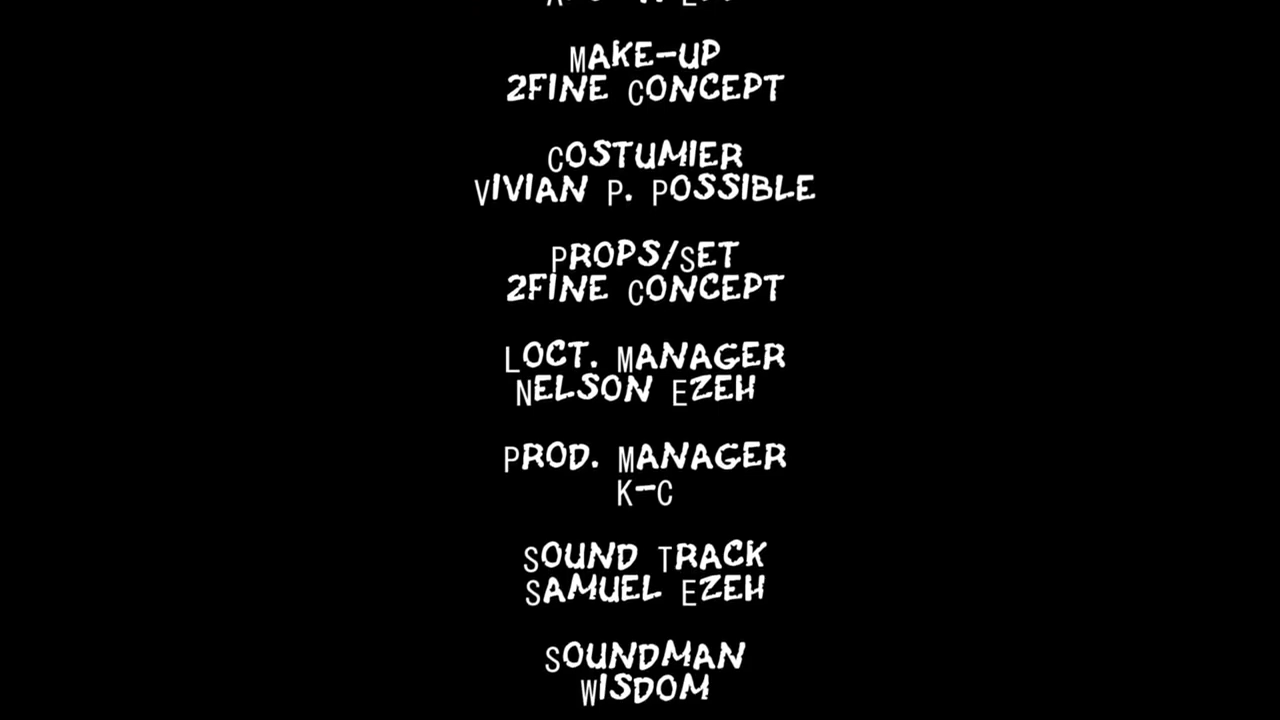 Make-up
2fine Concept
Costumier
Vivian P. Possible
Props/Set
2fine Concept
Loct. Manager
Nelson Ezeh
Prod. Manager
K-C
Sound Track
Samuel Ezeh
Soundman
Wisdom